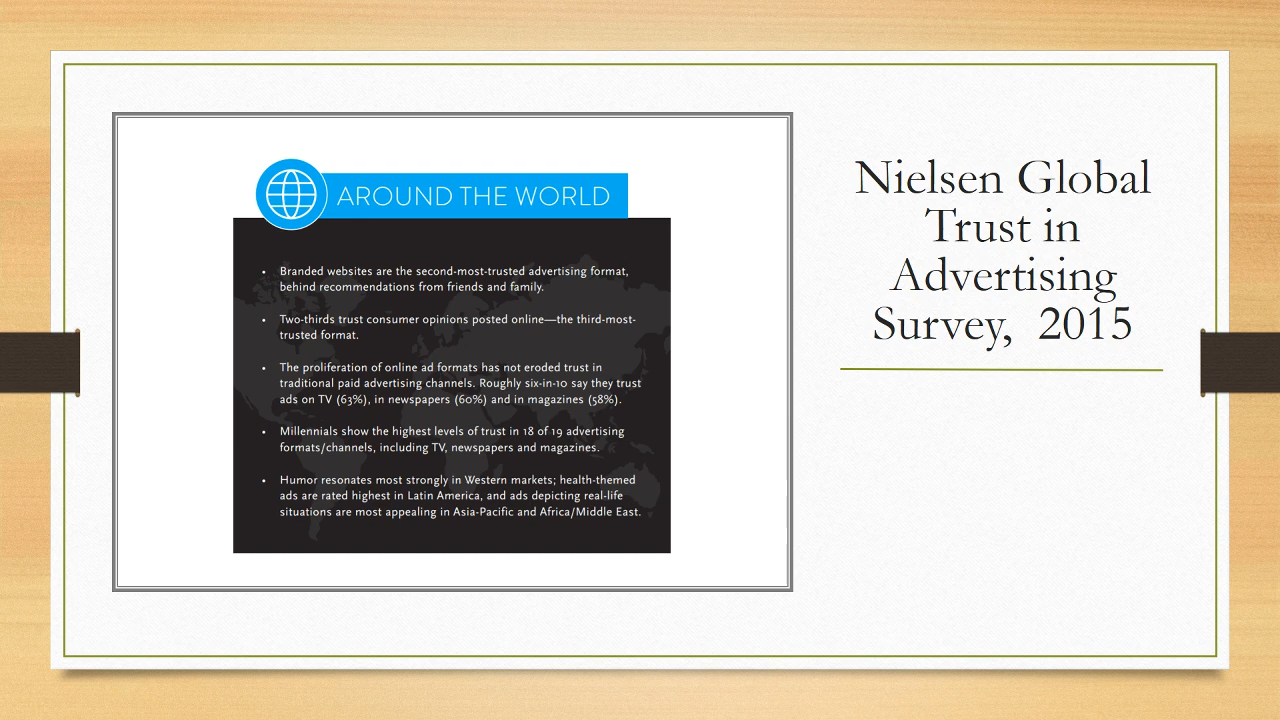 AROUND THE WORLD
• Branded websites are the second-most-trusted advertising format,
behind recommendations from friends and family.
• Two-thirds trust consumer opinions posted online—the third-most-
trusted format.
• The proliferation of online ad formats has not eroded trust in
traditional paid advertising channels. Roughly six-in-10 say they trust
ads on TV (63%), in newspapers (60%) and in magazines (58%).
• Millennials show the highest levels of trust in 18 of 19 advertising
formats/channels, including TV, newspapers and magazines.
• Humor resonates most strongly in Western markets; health-themed
ads are rated highest in Latin America, and ads depicting real-life
situations are most appealing in Asia-Pacific and Africa/Middle East.
Nielsen Global
Trust in
Advertising
Survey,  2015